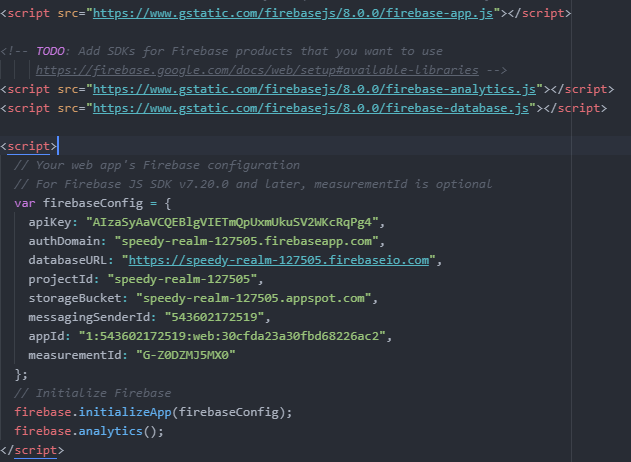 <script src="https://www.gstatic.com/firebasejs/8.0.0/firebase-app.js"></script>
<!-- TODO: Add SDKs for Firebase products that you want to use
https://firebase.google.com/docs/web/setup#available-libraries -->
<script src="https://www.gstatic.com/firebasejs/8.0.0/firebase-analytics.js"></script>
<script src="https://www.gstatic.com/firebasejs/8.0.0/firebase-database.js"></script>
<script>
// Your web app's Firebase configuration
// For Firebase JS SDK v7.20.0 and later, measurementId is optional
var firebaseConfig = {
apiKey: "AIzaSyAaVCQEBlgVIETmQpUxmUkuSV2WKcRqPg4",
authDomain: "speedy-realm-127505.firebaseapp.com",
databaseURL: "https://speedy-realm-127505.firebaseio.com",
projectId: "speedy-realm-127505",
storageBucket: "speedy-realm-127505.appspot.com",
messagingSenderId: "543602172519",
appId: "1:543602172519:web:30cfda23a30fbd68226ac2",
measurementId: "G-Z0DZMJ5MX0"
};
// Initialize Firebase
firebase.initializeApp(firebaseConfig);
firebase.analytics();
</script>